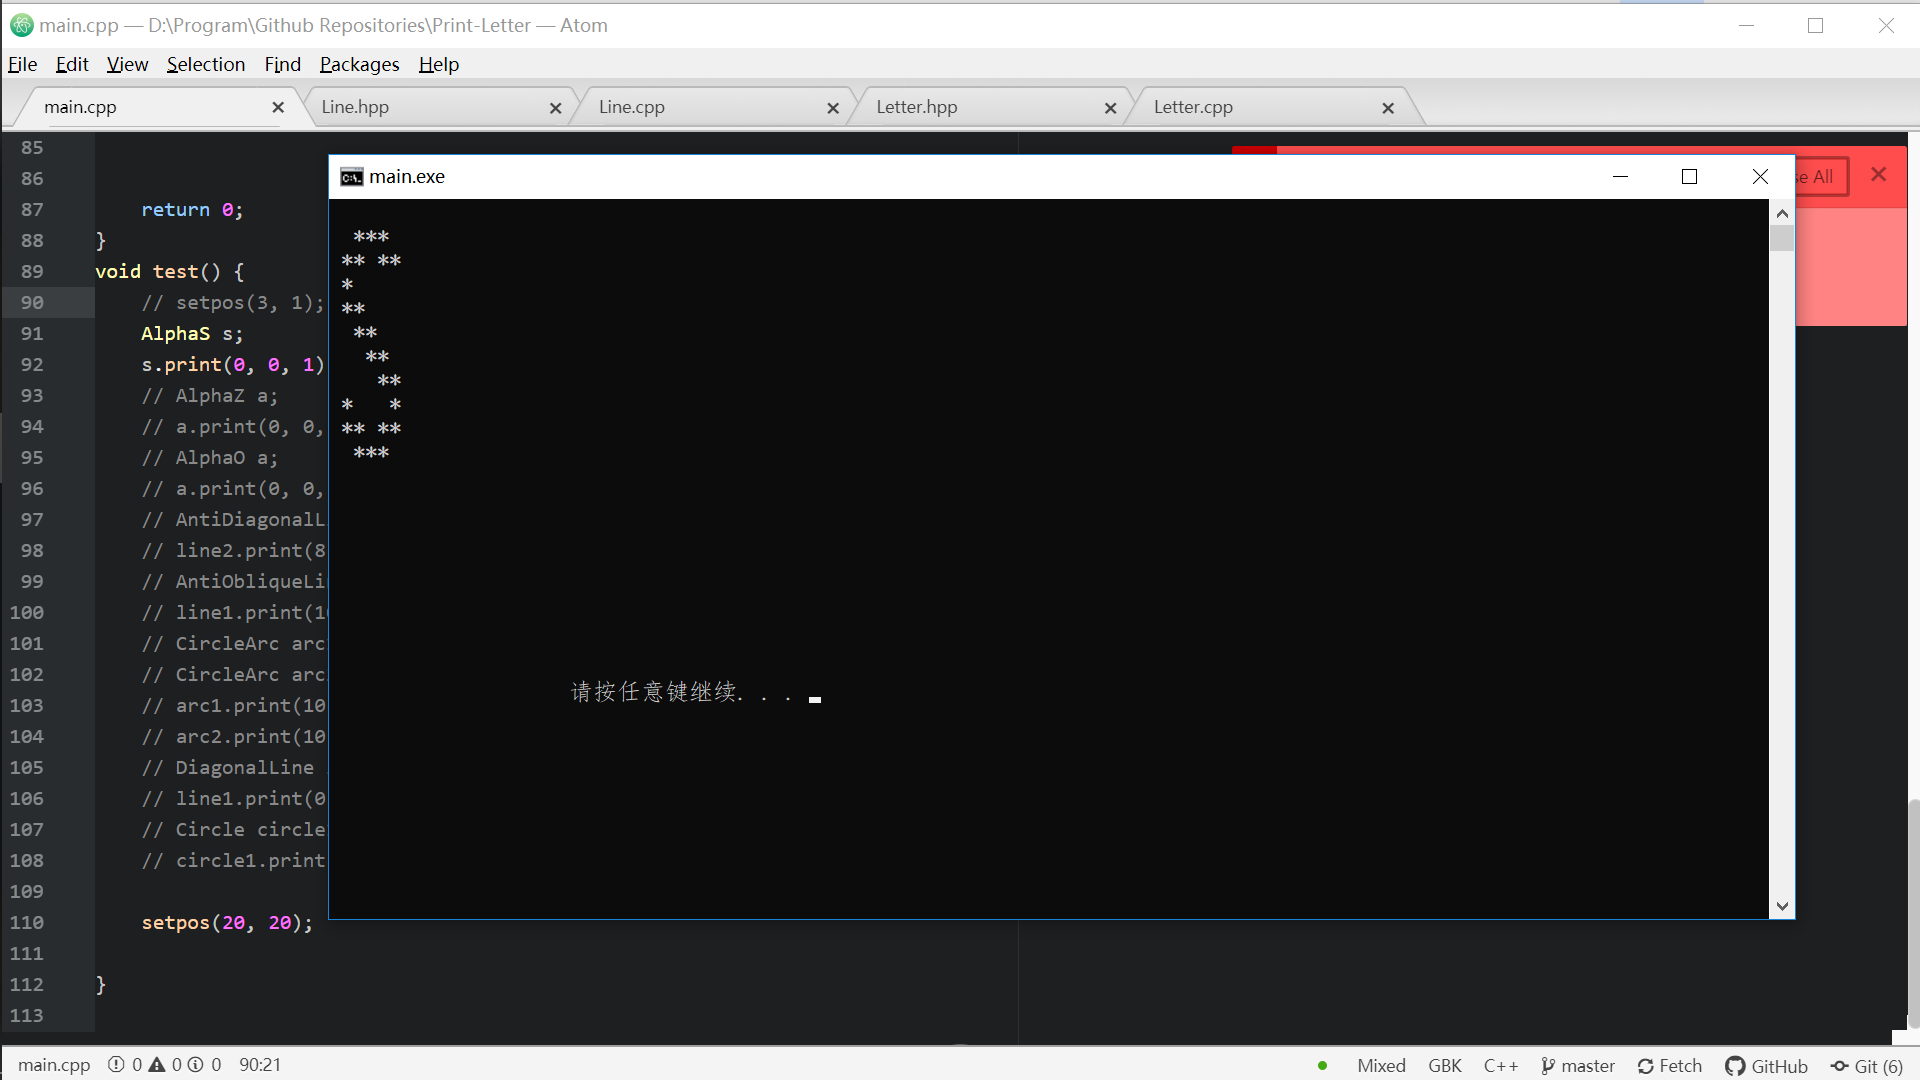 main.cpp — D:\Program\Github Repositories\Print-Letter — Atom
File Edit View Selection Find Packages Help
main.cpp Line.hpp Line.cpp Letter.hpp Letter.cpp
85
86
87     return 0;
88 }
89 void test() {
90     // setpos(3, 1);
91     AlphaS s;
92     s.print(0, 0, 1)
93     // AlphaZ a;
94     // a.print(0, 0,
95     // AlphaO a;
96     // a.print(0, 0,
97     // AntiDiagonalL
98     // line2.print(8
99     // AntiObliqueLi
100     // line1.print(1
101     // CircleArc arc
102     // CircleArc arc
103     // arc1.print(10
104     // arc2.print(10
105     // DiagonalLine
106     // line1.print(0
107     // Circle circle
108     // circle1.print
109
110     setpos(20, 20);
111
112 }
113
main.exe
All
 ***
** **
*
**
 **
  **
   **
*   *
** **
 ***
请按任意键继续. . .
main.cpp 0 0 0 90:21 Mixed GBK C++ master Fetch GitHub Git (6)